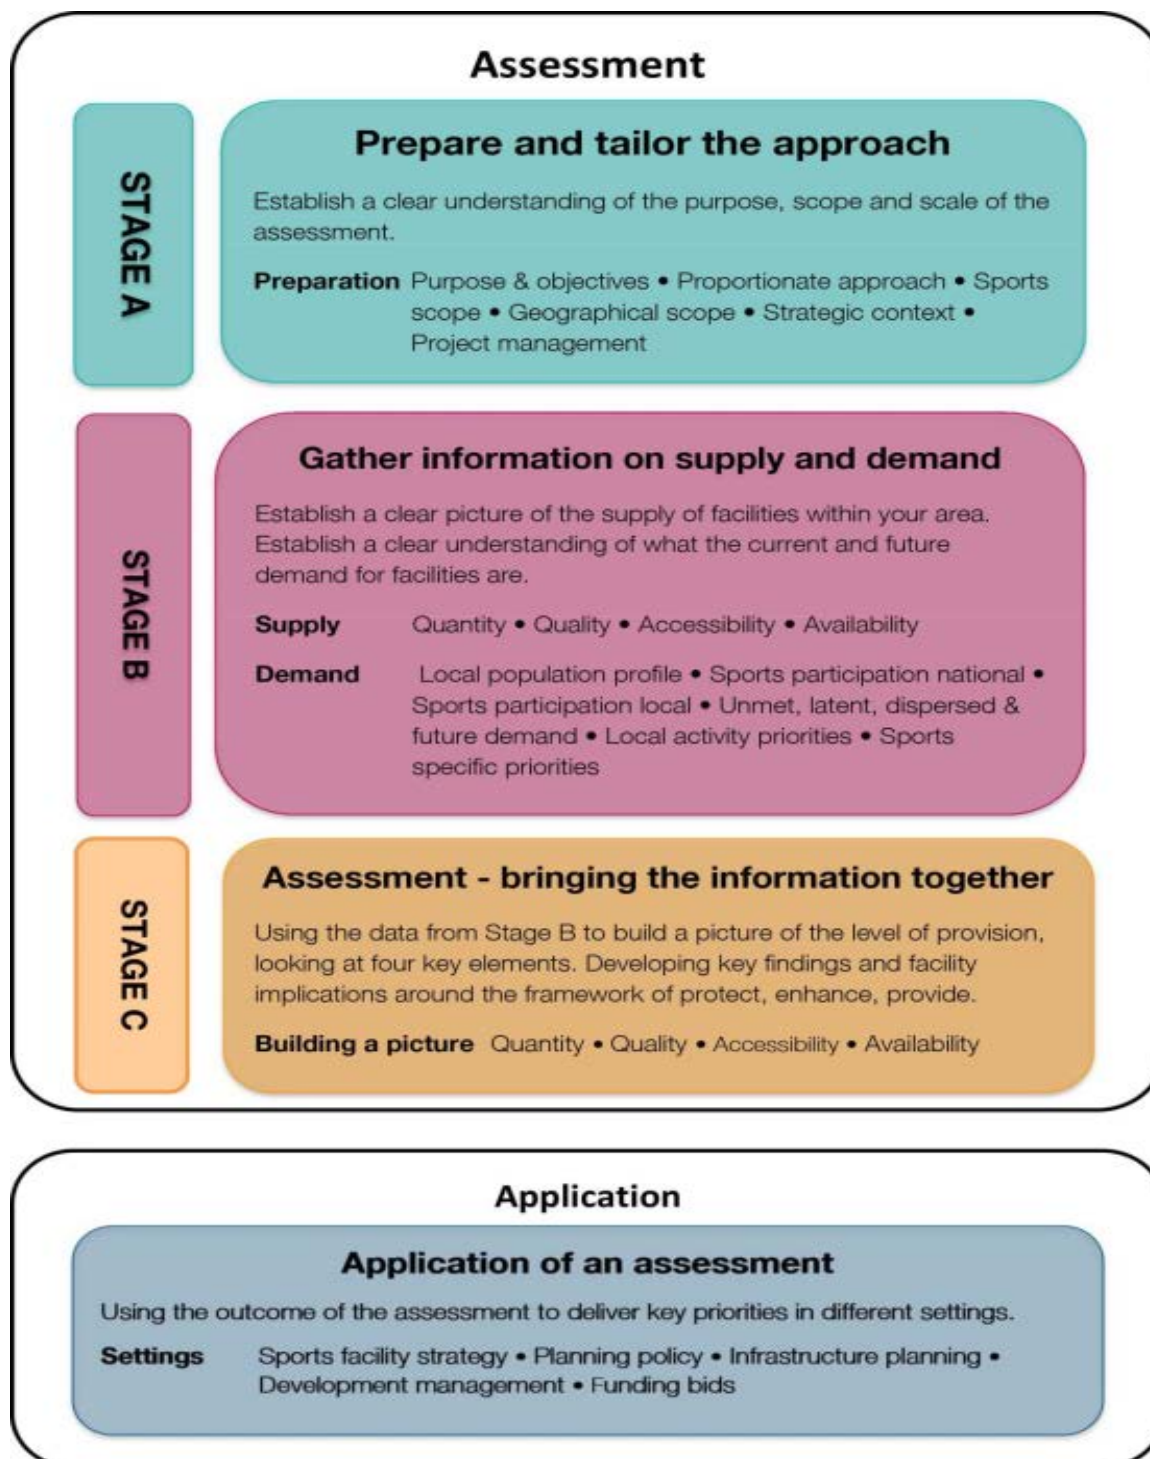 Assessment
STAGE A
Prepare and tailor the approach
Establish a clear understanding of the purpose, scope and scale of the
assessment.
Preparation Purpose & objectives • Proportionate approach • Sports
scope • Geographical scope • Strategic context •
Project management
STAGE B
Gather information on supply and demand
Establish a clear picture of the supply of facilities within your area.
Establish a clear understanding of what the current and future
demand for facilities are.
Supply Quantity • Quality • Accessibility • Availability
Demand Local population profile • Sports participation national •
Sports participation local • Unmet, latent, dispersed &
future demand • Local activity priorities • Sports
specific priorities
STAGE C
Assessment - bringing the information together
Using the data from Stage B to build a picture of the level of provision,
looking at four key elements. Developing key findings and facility
implications around the framework of protect, enhance, provide.
Building a picture Quantity • Quality • Accessibility • Availability
Application
Application of an assessment
Using the outcome of the assessment to deliver key priorities in different settings.
Settings Sports facility strategy • Planning policy • Infrastructure planning •
Development management • Funding bids